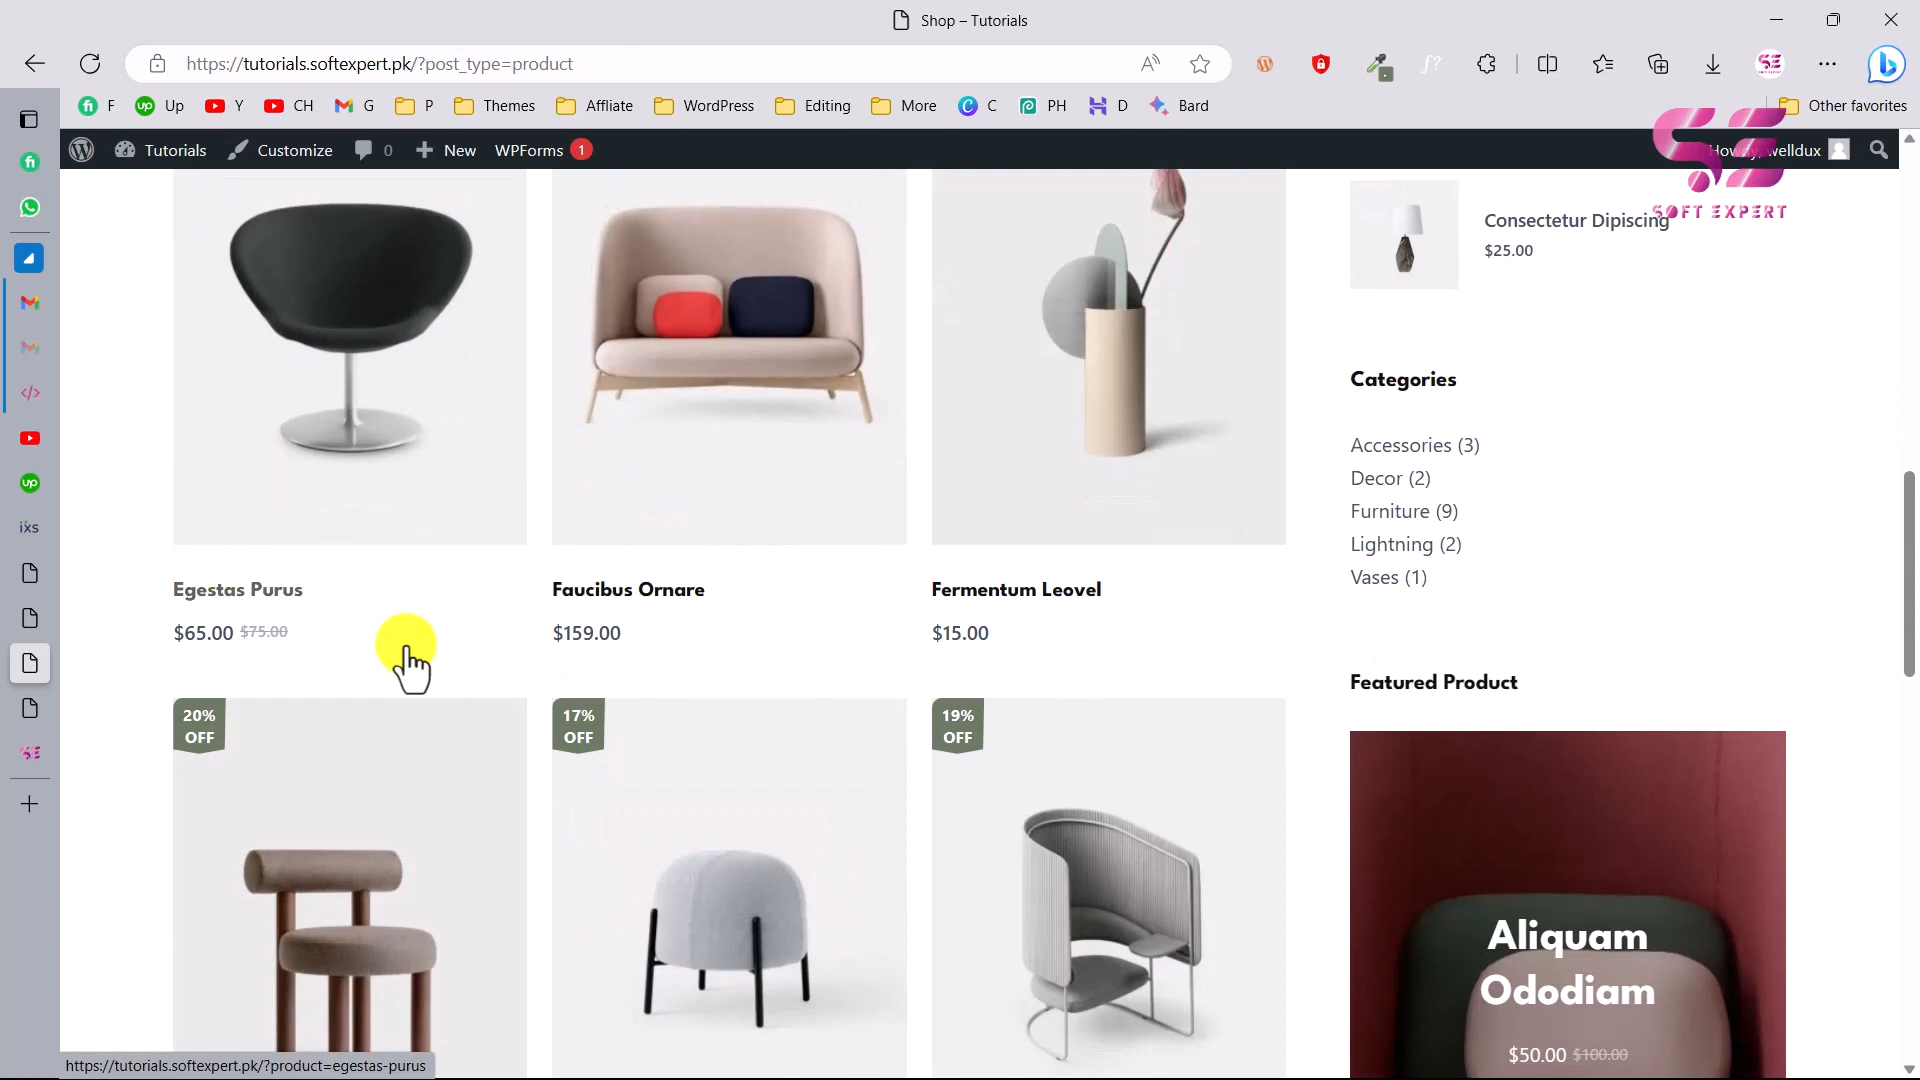 Shop – Tutorials
https://tutorials.softexpert.pk/?post_type=product
F Up Y CH G P Themes Affliate WordPress Editing More C PH D Bard Other favorites
Tutorials Customize 0 New WPForms 1 Howdy, welldux
SE
SOFT EXPERT
ixs
Consectetur Dipiscing
$25.00
Categories
Accessories (3)
Decor (2)
Furniture (9)
Lightning (2)
Vases (1)
Egestas Purus Faucibus Ornare Fermentum Leovel
$65.00 $75.00 $159.00 $15.00
Featured Product
20% 17% 19%
OFF OFF OFF
Aliquam
Ododiam
$50.00 $100.00
https://tutorials.softexpert.pk/?product=egestas-purus